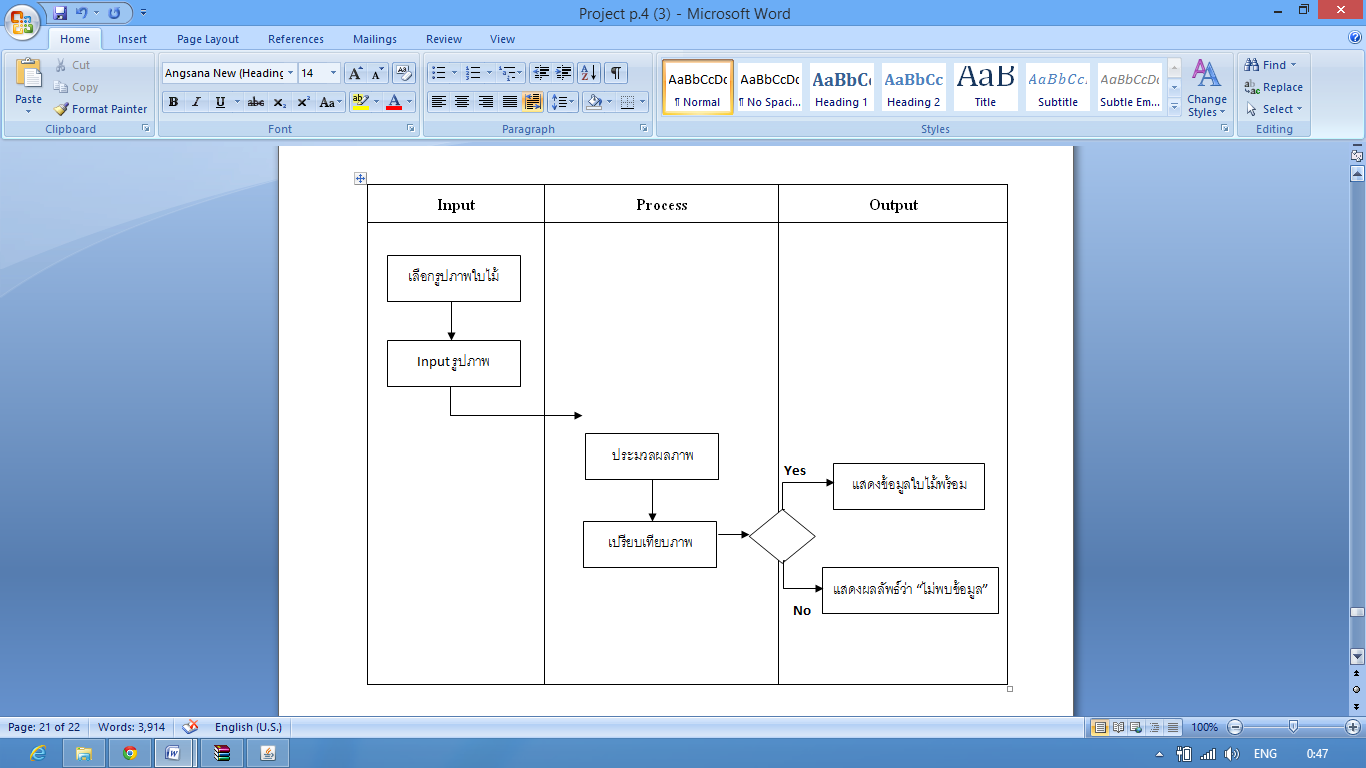 Project p.4 (3) - Microsoft Word
Home Insert Page Layout References Mailings Review View
Paste
Cut
Copy
Format Painter
Clipboard
Angsana New (Heading 14
B I U abc x₂ x² Aa
Font
Paragraph
AaBbCcDc AaBbCcDc AaBbC AaBbCc AaB AaBbCc. AaBbCcDc
¶ Normal ¶ No Spaci... Heading 1 Heading 2 Title Subtitle Subtle Em...
Change Styles
Styles
Find
Replace
Select
Editing
Input Process Output
เลือกรูปภาพใบไม้
Input รูปภาพ
ประมวลผลภาพ
Yes
แสดงข้อมูลใบไม้พร้อม
เปรียบเทียบภาพ
แสดงผลลัพธ์ว่า “ไม่พบข้อมูล”
No
Page: 21 of 22 Words: 3,914 English (U.S.) 100%
ENG 0:47